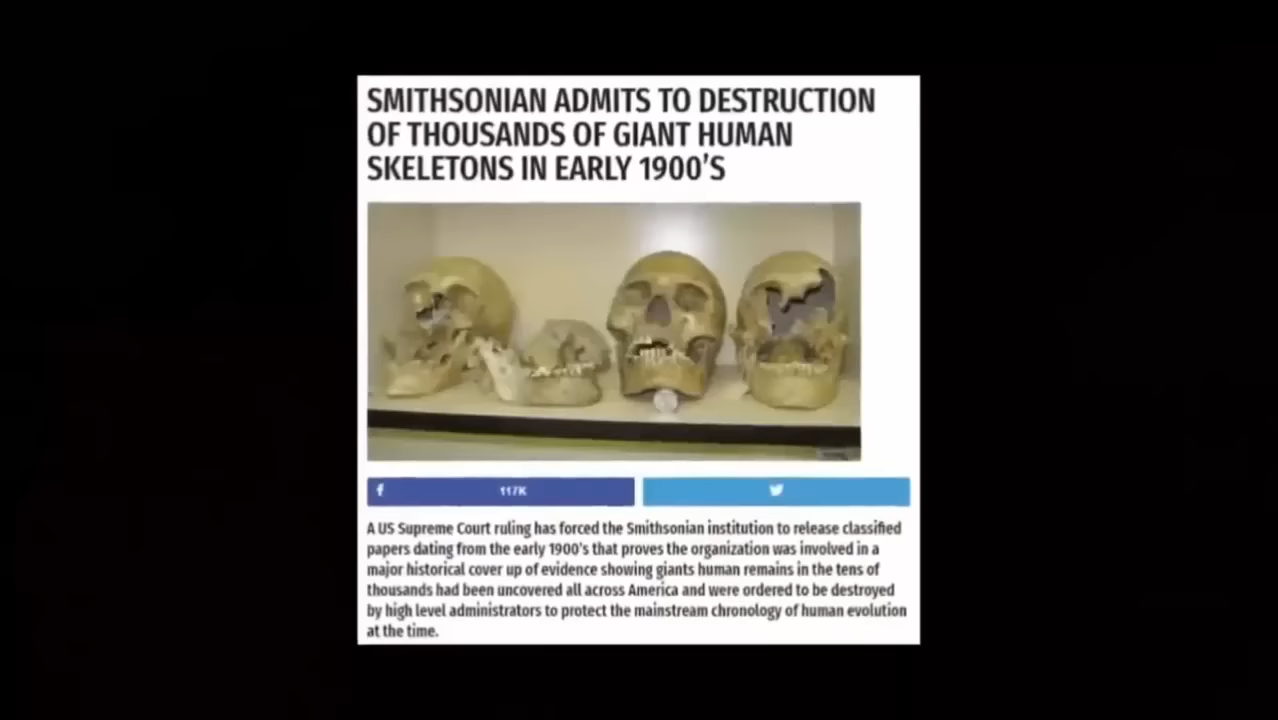 SMITHSONIAN ADMITS TO DESTRUCTION
OF THOUSANDS OF GIANT HUMAN
SKELETONS IN EARLY 1900'S
f 117K
A US Supreme Court ruling has forced the Smithsonian institution to release classified
papers dating from the early 1900's that proves the organization was involved in a
major historical cover up of evidence showing giants human remains in the tens of
thousands had been uncovered all across America and were ordered to be destroyed
by high level administrators to protect the mainstream chronology of human evolution
at the time.